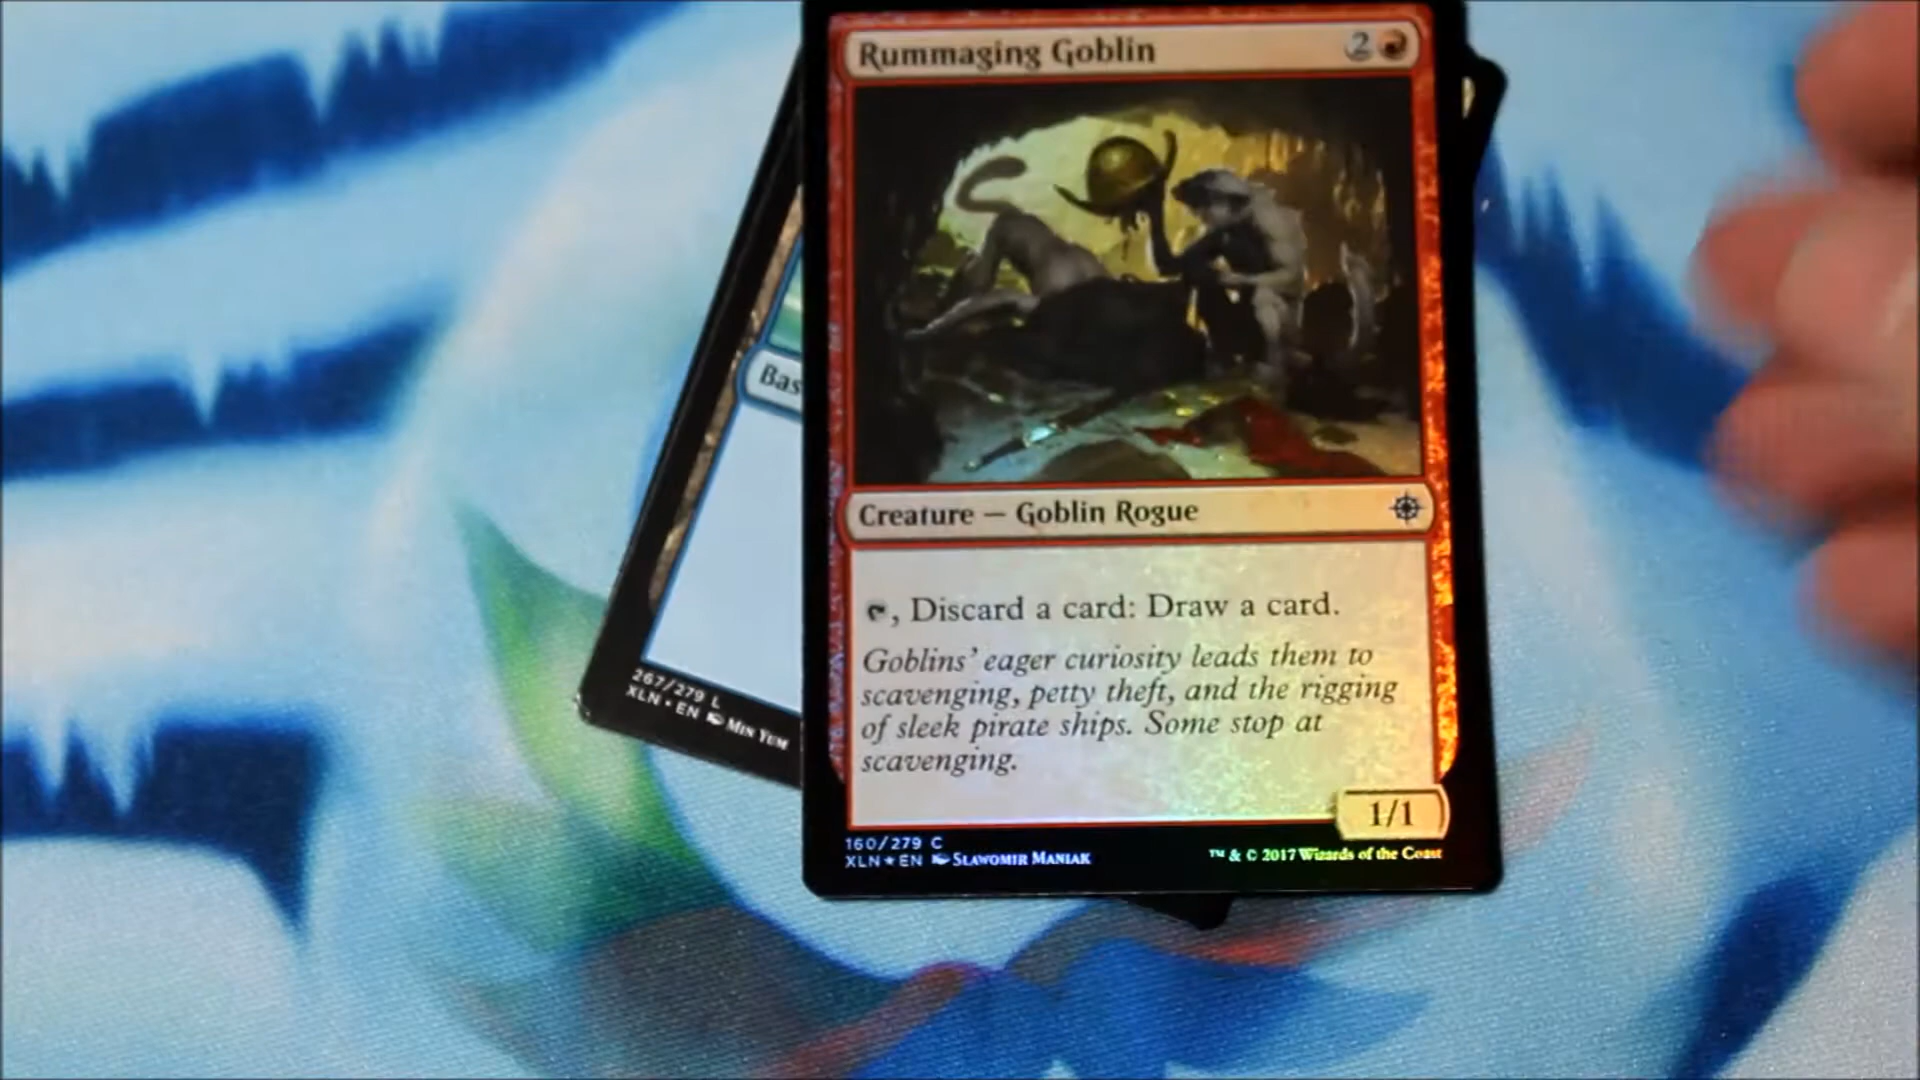 Rummaging Goblin 2
Creature — Goblin Rogue
, Discard a card: Draw a card.
Goblins' eager curiosity leads them to
scavenging, petty theft, and the rigging
of sleek pirate ships. Some stop at
scavenging.
1/1
160/279 C
XLN★EN SLAWOMIR MANIAK
™ & © 2017 Wizards of the Coast
Bas
267/279 L
XLN • EN MIN YUM